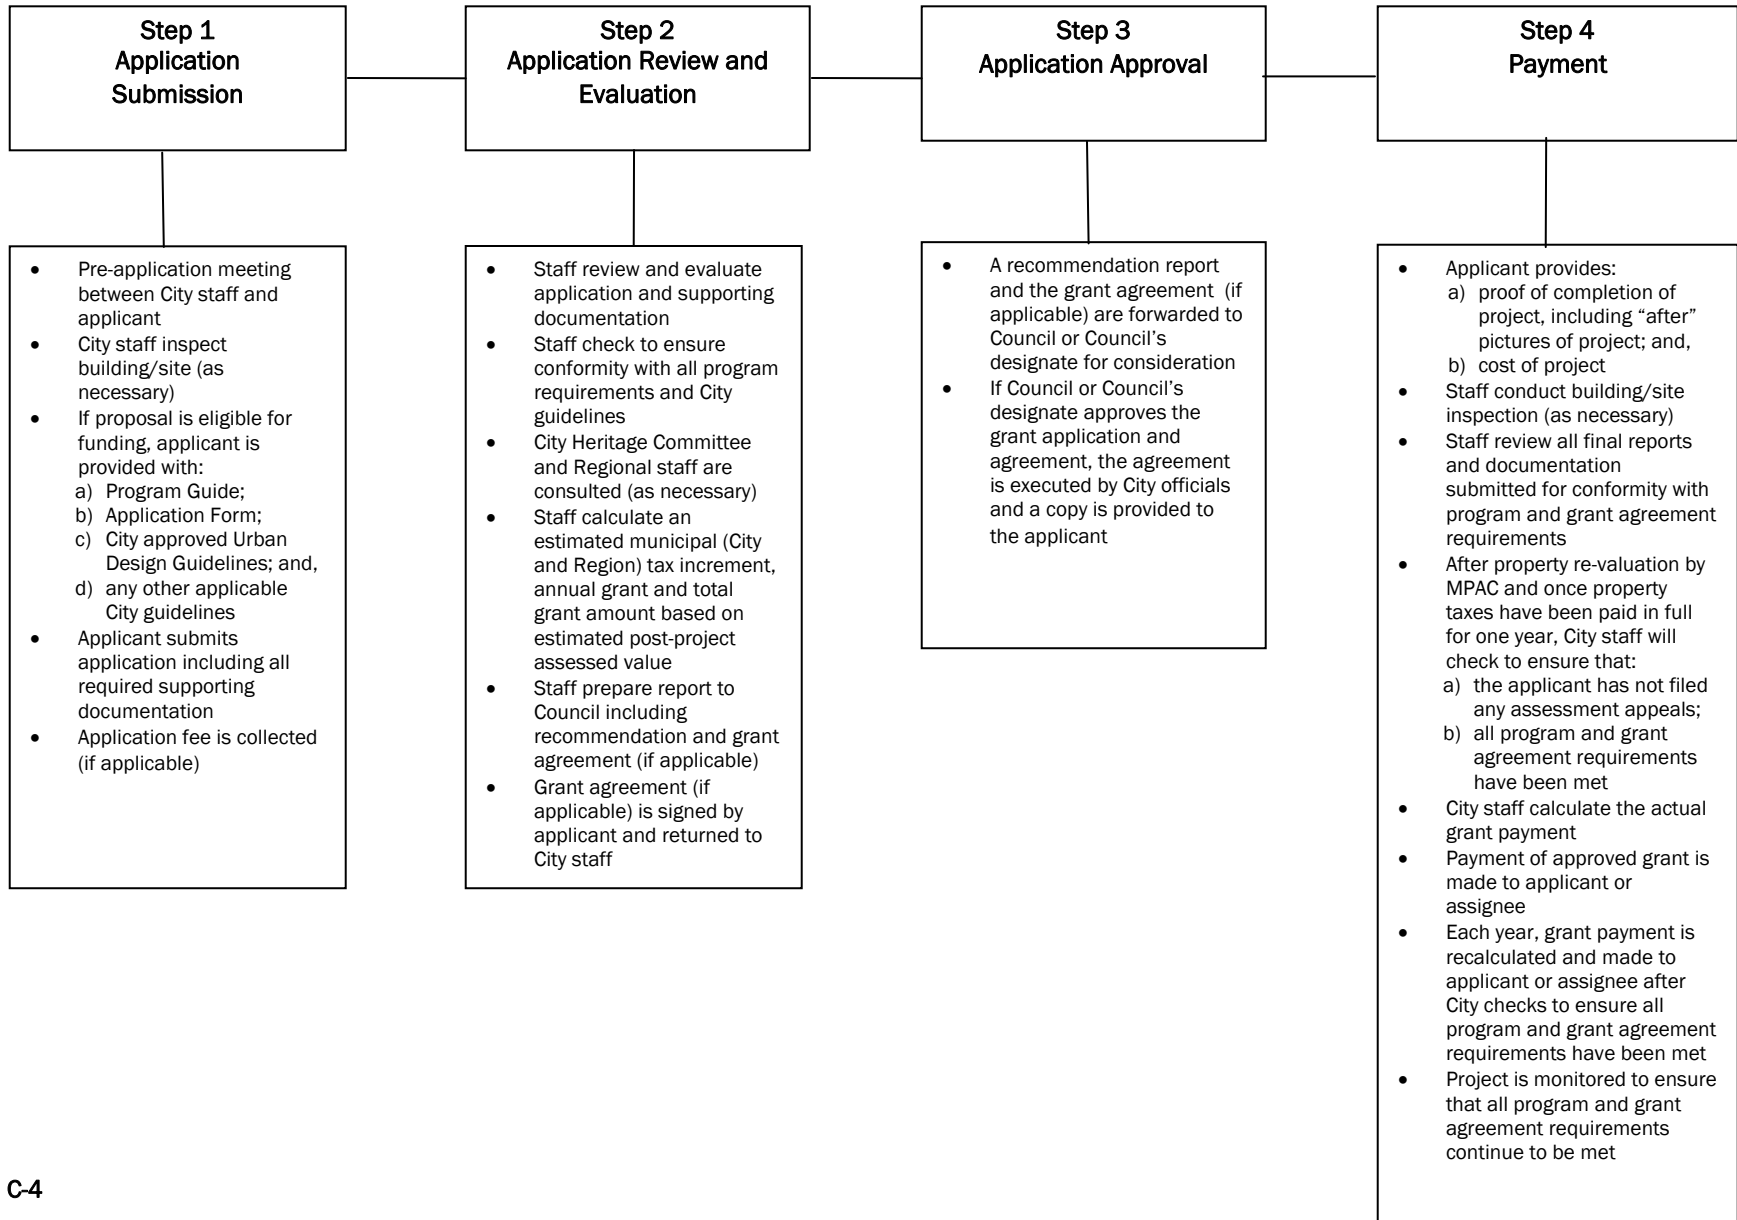 Step 1
Application
Submission
Step 2
Application Review and
Evaluation
Step 3
Application Approval
Step 4
Payment
• Pre-application meeting
between City staff and
applicant
• City staff inspect
building/site (as
necessary)
• If proposal is eligible for
funding, applicant is
provided with:
a) Program Guide;
b) Application Form;
c) City approved Urban
Design Guidelines; and,
d) any other applicable
City guidelines
• Applicant submits
application including all
required supporting
documentation
• Application fee is collected
(if applicable)
• Staff review and evaluate
application and supporting
documentation
• Staff check to ensure
conformity with all program
requirements and City
guidelines
• City Heritage Committee
and Regional staff are
consulted (as necessary)
• Staff calculate an
estimated municipal (City
and Region) tax increment,
annual grant and total
grant amount based on
estimated post-project
assessed value
• Staff prepare report to
Council including
recommendation and grant
agreement (if applicable)
• Grant agreement (if
applicable) is signed by
applicant and returned to
City staff
• A recommendation report
and the grant agreement (if
applicable) are forwarded to
Council or Council's
designate for consideration
• If Council or Council's
designate approves the
grant application and
agreement, the agreement
is executed by City officials
and a copy is provided to
the applicant
• Applicant provides:
a) proof of completion of
project, including “after”
pictures of project; and,
b) cost of project
• Staff conduct building/site
inspection (as necessary)
• Staff review all final reports
and documentation
submitted for conformity with
program and grant agreement
requirements
• After property re-valuation by
MPAC and once property
taxes have been paid in full
for one year, City staff will
check to ensure that:
a) the applicant has not filed
any assessment appeals;
b) all program and grant
agreement requirements
have been met
• City staff calculate the actual
grant payment
• Payment of approved grant is
made to applicant or
assignee
• Each year, grant payment is
recalculated and made to
applicant or assignee after
City checks to ensure all
program and grant agreement
requirements have been met
• Project is monitored to ensure
that all program and grant
agreement requirements
continue to be met
C-4